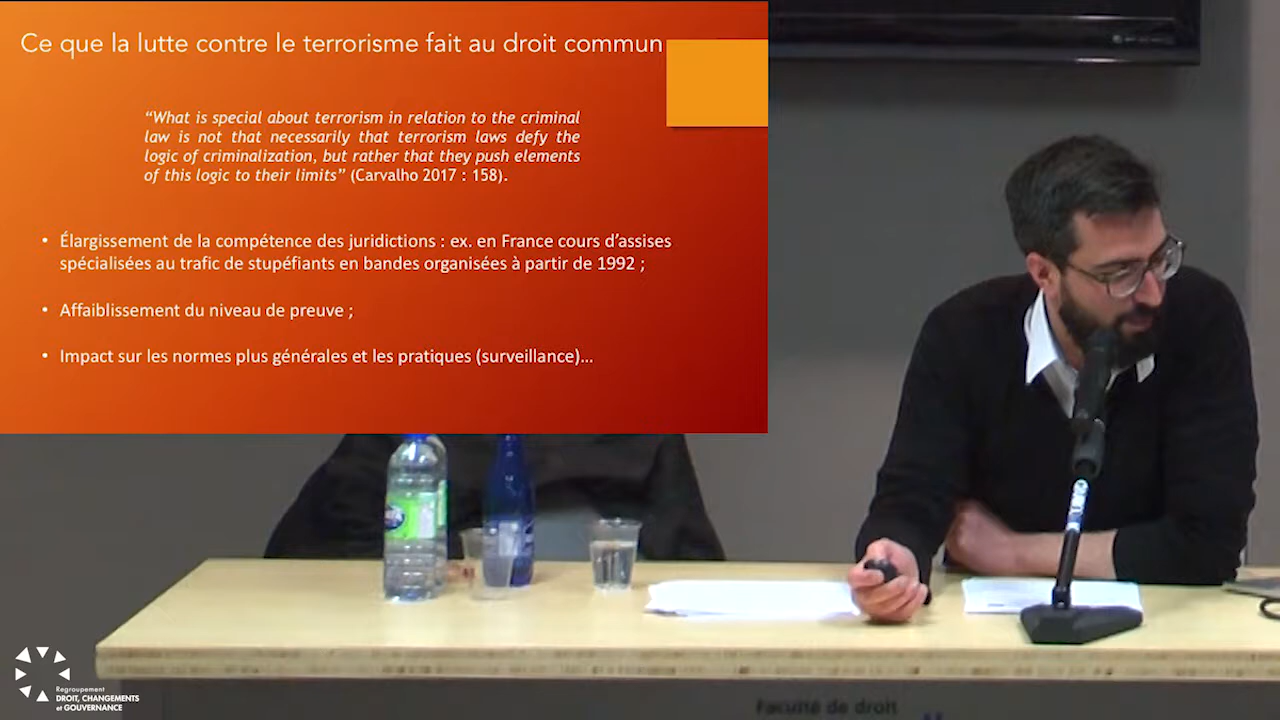 Ce que la lutte contre le terrorisme fait au droit commun
“What is special about terrorism in relation to the criminal
law is not that necessarily that terrorism laws defy the
logic of criminalization, but rather that they push elements
of this logic to their limits” (Carvalho 2017 : 158).
• Élargissement de la compétence des juridictions : ex. en France cours d’assises
spécialisées au trafic de stupéfiants en bandes organisées à partir de 1992 ;
• Affaiblissement du niveau de preuve ;
• Impact sur les normes plus générales et les pratiques (surveillance)…
Regroupement
DROIT, CHANGEMENTS
et GOUVERNANCE
Faculté de droit